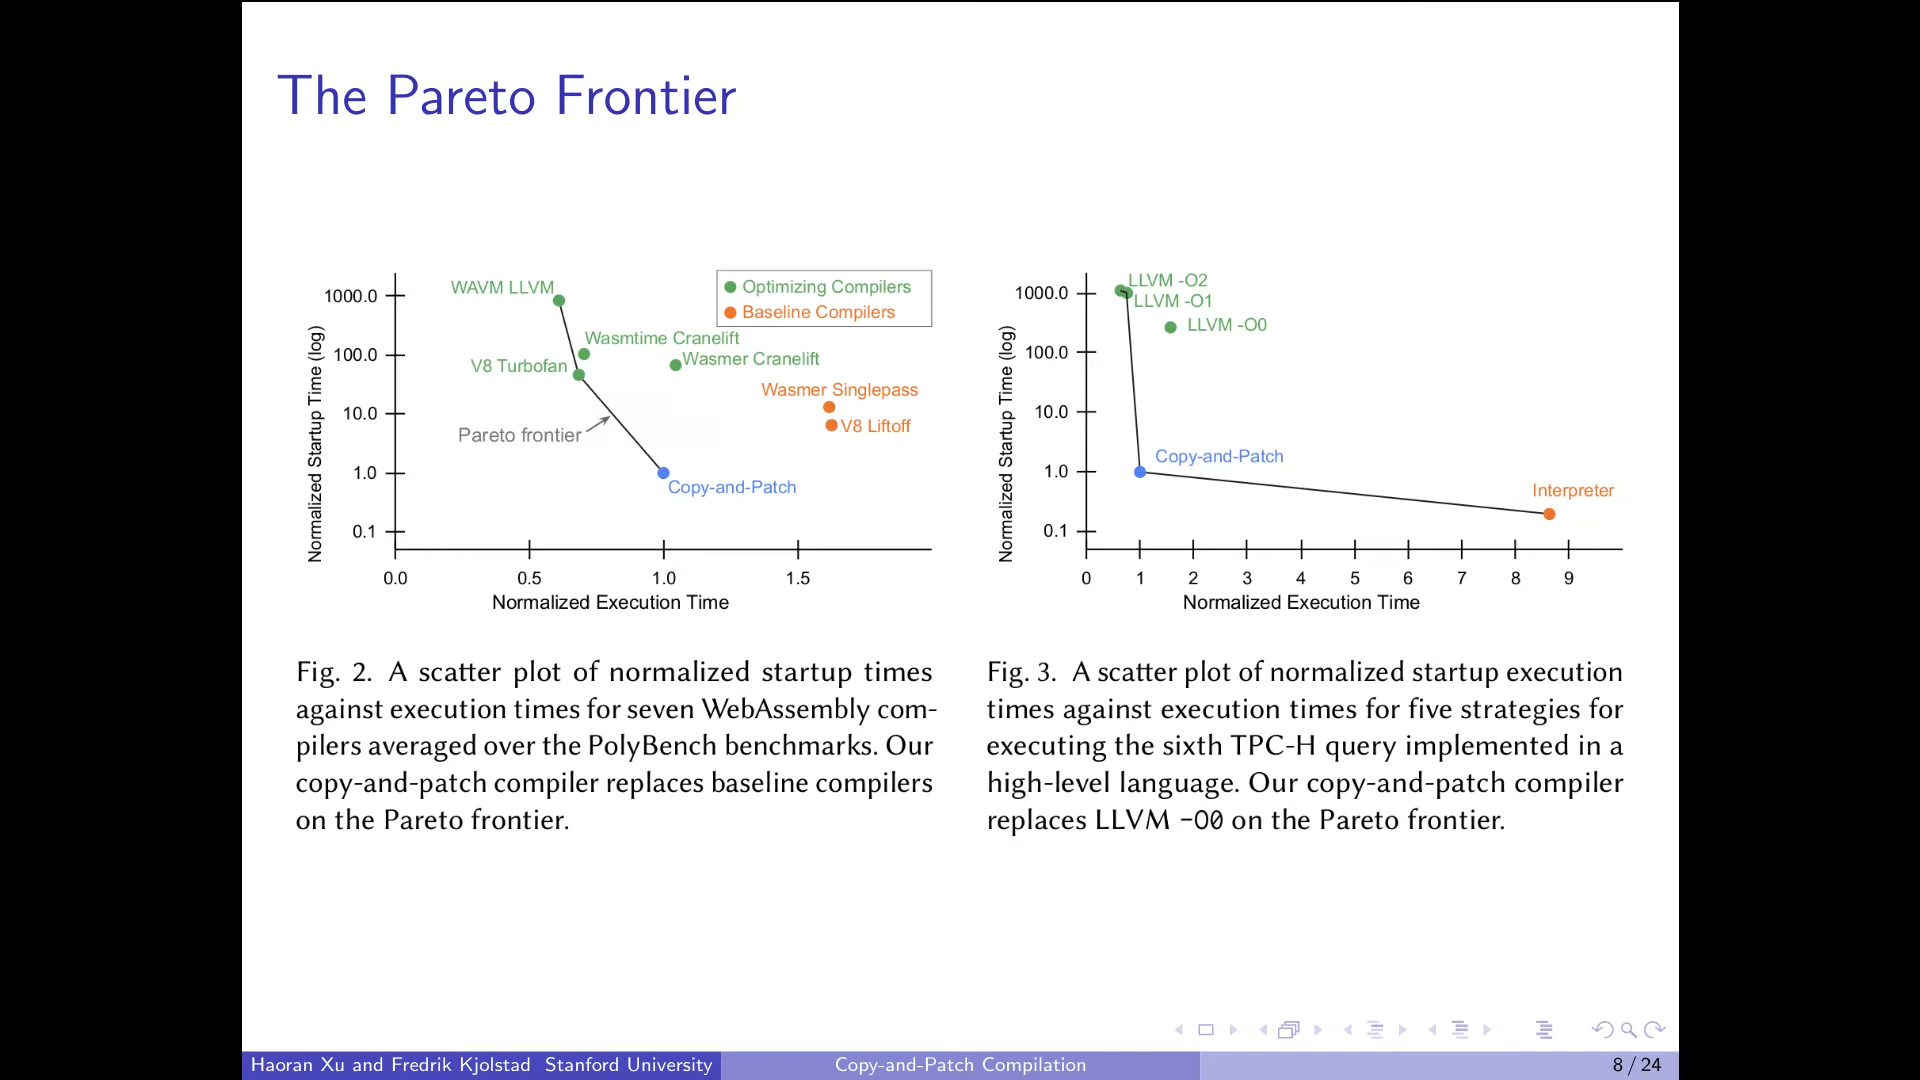 The Pareto Frontier
WAVM LLVM
Optimizing Compilers
Baseline Compilers
1000.0
100.0
10.0
1.0
0.1
Normalized Startup Time (log)
Wasmtime Cranelift
V8 Turbofan
Wasmer Cranelift
Wasmer Singlepass
V8 Liftoff
Pareto frontier
Copy-and-Patch
0.0 0.5 1.0 1.5
Normalized Execution Time
LLVM -O2
LLVM -O1
LLVM -O0
1000.0
100.0
10.0
1.0
0.1
Normalized Startup Time (log)
Copy-and-Patch
Interpreter
0 1 2 3 4 5 6 7 8 9
Normalized Execution Time
Fig. 2. A scatter plot of normalized startup times
against execution times for seven WebAssembly com-
pilers averaged over the PolyBench benchmarks. Our
copy-and-patch compiler replaces baseline compilers
on the Pareto frontier.
Fig. 3. A scatter plot of normalized startup execution
times against execution times for five strategies for
executing the sixth TPC-H query implemented in a
high-level language. Our copy-and-patch compiler
replaces LLVM -O0 on the Pareto frontier.
Haoran Xu and Fredrik Kjolstad Stanford University
Copy-and-Patch Compilation
8 / 24